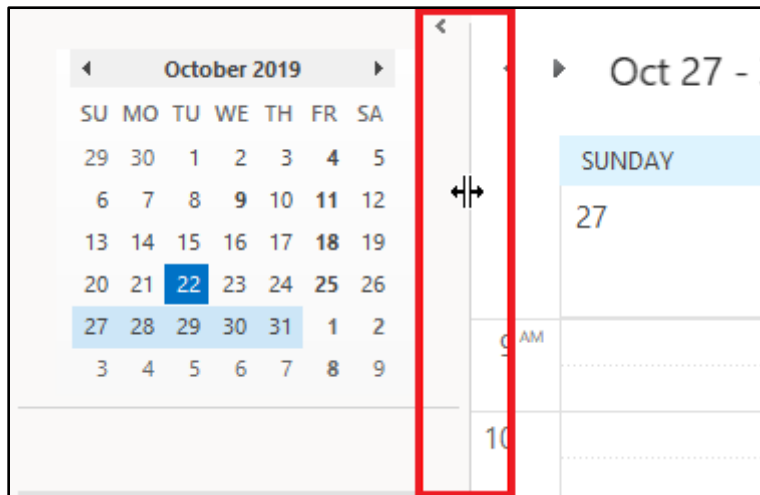 October 2019
SU MO TU WE TH FR SA
29 30 1 2 3 4 5
6 7 8 9 10 11 12
13 14 15 16 17 18 19
20 21 22 23 24 25 26
27 28 29 30 31 1 2
3 4 5 6 7 8 9
Oct 27 -
SUNDAY
27
9 AM
10